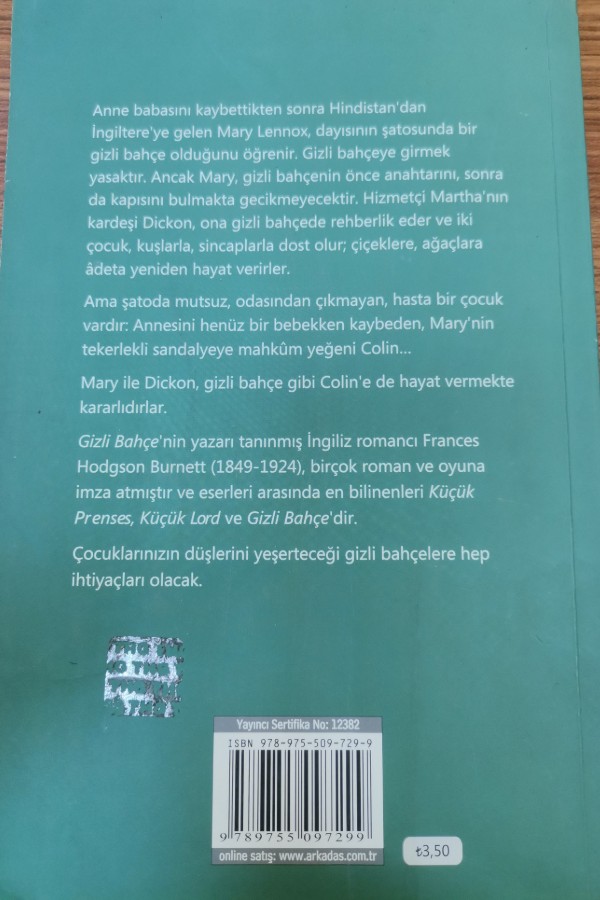 Anne babasını kaybettikten sonra Hindistan'dan
İngiltere'ye gelen Mary Lennox, dayısının şatosunda bir
gizli bahçe olduğunu öğrenir. Gizli bahçeye girmek
yasaktır. Ancak Mary, gizli bahçenin önce anahtarını, sonra
da kapısını bulmakta gecikmeyecektir. Hizmetçi Martha'nın
kardeşi Dickon, ona gizli bahçede rehberlik eder ve iki
çocuk, kuşlarla, sincaplarla dost olur; çiçeklere, ağaçlara
âdeta yeniden hayat verirler.
Ama şatoda mutsuz, odasından çıkmayan, hasta bir çocuk
vardır: Annesini henüz bir bebekken kaybeden, Mary'nin
tekerlekli sandalyeye mahkûm yeğeni Colin...
Mary ile Dickon, gizli bahçe gibi Colin'e de hayat vermekte
kararlıdırlar.
Gizli Bahçe'nin yazarı tanınmış İngiliz romancı Frances
Hodgson Burnett (1849-1924), birçok roman ve oyuna
imza atmıştır ve eserleri arasında en bilinenleri Küçük
Prenses, Küçük Lord ve Gizli Bahçe'dir.
Çocuklarınızın düşlerini yeşerteceği gizli bahçelere hep
ihtiyaçları olacak.
Yayıncı Sertifika No: 12382
ISBN 978-975-509-729-9
9 789755 097299
online satış: www.arkadas.com.tr
₺3,50